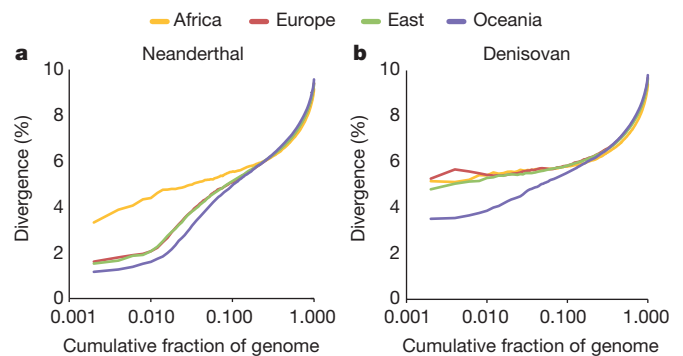 Africa Europe East Oceania
a Neanderthal
b Denisovan
Divergence (%)
10
8
6
4
2
0
0.001 0.010 0.100 1.000
Cumulative fraction of genome
Divergence (%)
10
8
6
4
2
0
0.001 0.010 0.100 1.000
Cumulative fraction of genome